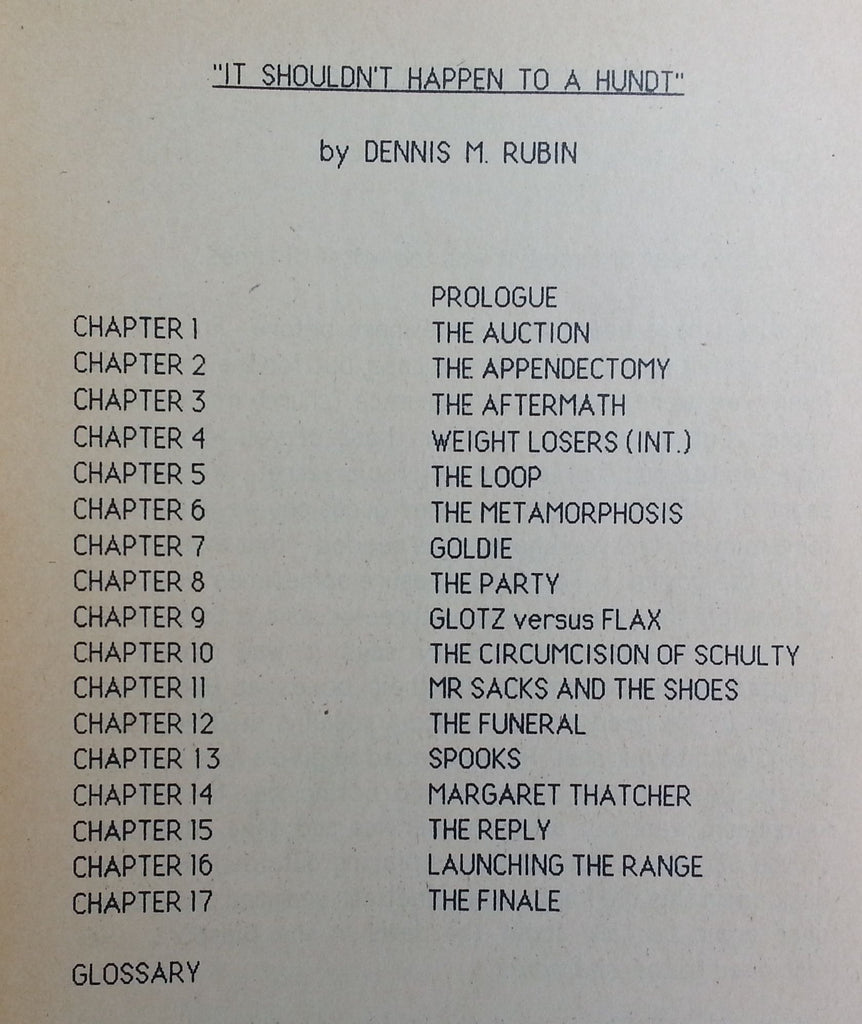 "IT SHOULDN'T HAPPEN TO A HUNDT"
by DENNIS M. RUBIN
PROLOGUE
CHAPTER 1 THE AUCTION
CHAPTER 2 THE APPENDECTOMY
CHAPTER 3 THE AFTERMATH
CHAPTER 4 WEIGHT LOSERS (INT.)
CHAPTER 5 THE LOOP
CHAPTER 6 THE METAMORPHOSIS
CHAPTER 7 GOLDIE
CHAPTER 8 THE PARTY
CHAPTER 9 GLOTZ versus FLAX
CHAPTER 10 THE CIRCUMCISION OF SCHULTY
CHAPTER 11 MR SACKS AND THE SHOES
CHAPTER 12 THE FUNERAL
CHAPTER 13 SPOOKS
CHAPTER 14 MARGARET THATCHER
CHAPTER 15 THE REPLY
CHAPTER 16 LAUNCHING THE RANGE
CHAPTER 17 THE FINALE
GLOSSARY